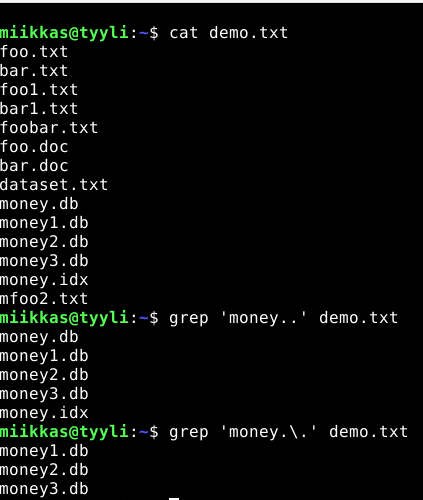 miikkas@tyyli:~$ cat demo.txt
foo.txt
bar.txt
foo1.txt
bar1.txt
foobar.txt
foo.doc
bar.doc
dataset.txt
money.db
money1.db
money2.db
money3.db
money.idx
mfoo2.txt
miikkas@tyyli:~$ grep 'money..' demo.txt
money.db
money1.db
money2.db
money3.db
money.idx
miikkas@tyyli:~$ grep 'money.\.' demo.txt
money1.db
money2.db
money3.db